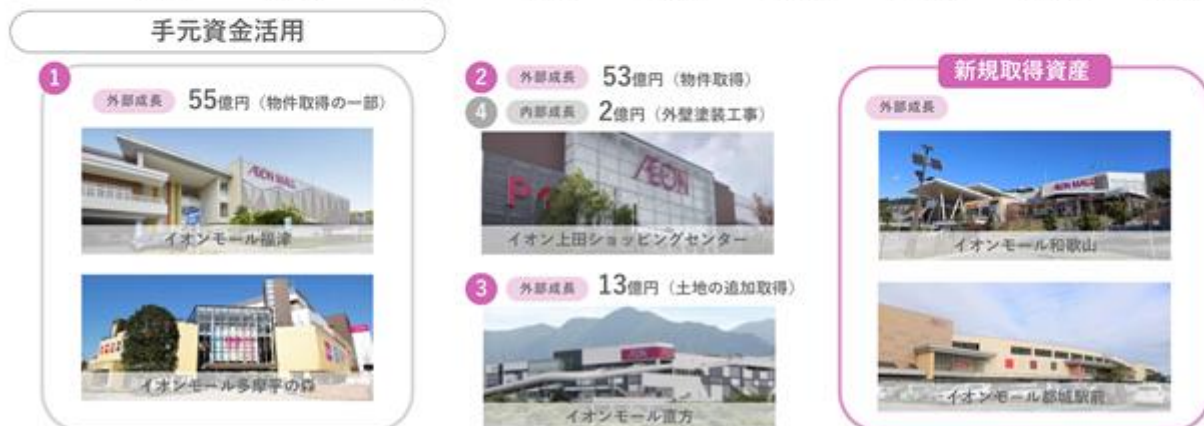 手元資金活用
1
外部成長 55億円（物件取得の一部）
AEON MALL
イオンモール福津
イオンモール多摩平の森
2 外部成長 53億円（物件取得）
4 内部成長 2億円（外壁塗装工事）
ÆON
イオン上田ショッピングセンター
3 外部成長 13億円（土地の追加取得）
イオンモール直方
新規取得資産
外部成長
AEON MALL
イオンモール和歌山
イオンモール都城駅前